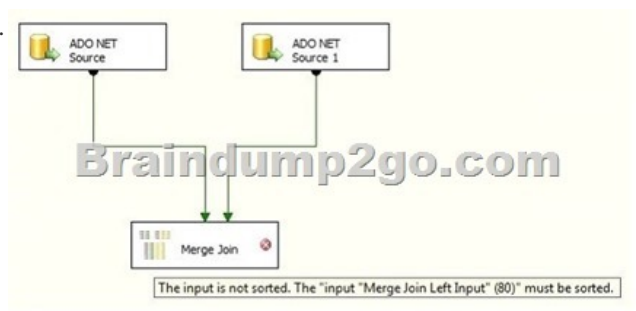 ADO NET
Source
ADO NET
Source 1
Braindump2go.com
Merge Join
The input is not sorted. The "input "Merge Join Left Input" (80)" must be sorted.